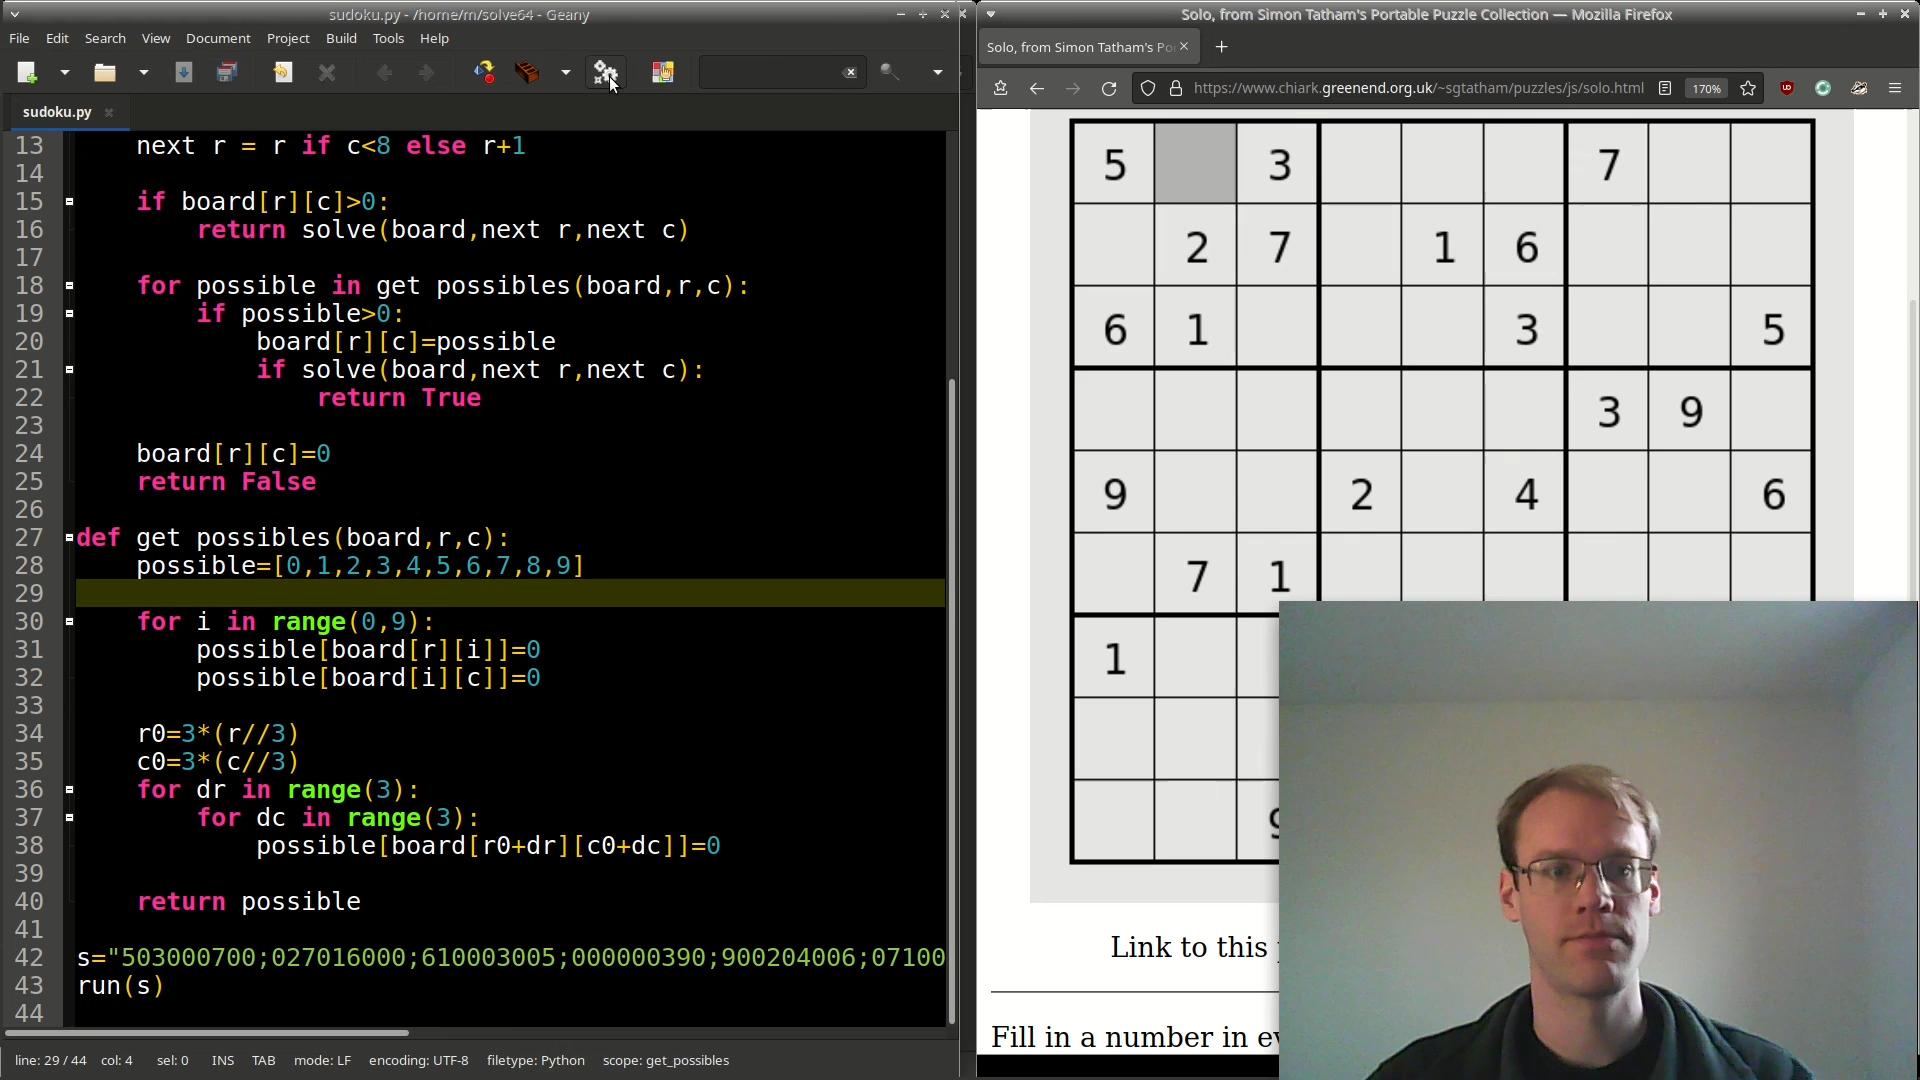 sudoku.py - /home/m/solve64 - Geany
File Edit Search View Document Project Build Tools Help
sudoku.py
13 next r = r if c<8 else r+1
14
15 if board[r][c]>0:
16 return solve(board,next r,next c)
17
18 for possible in get possibles(board,r,c):
19 if possible>0:
20 board[r][c]=possible
21 if solve(board,next r,next c):
22 return True
23
24 board[r][c]=0
25 return False
26
27 def get possibles(board,r,c):
28 possible=[0,1,2,3,4,5,6,7,8,9]
29
30 for i in range(0,9):
31 possible[board[r][i]]=0
32 possible[board[i][c]]=0
33
34 r0=3*(r//3)
35 c0=3*(c//3)
36 for dr in range(3):
37 for dc in range(3):
38 possible[board[r0+dr][c0+dc]]=0
39
40 return possible
41
42 s="503000700;027016000;610003005;000000390;900204006;07100
43 run(s)
44
line: 29 / 44 col: 4 sel: 0 INS TAB mode: LF encoding: UTF-8 filetype: Python scope: get_possibles
Solo, from Simon Tatham's Portable Puzzle Collection — Mozilla Firefox
Solo, from Simon Tatham's Po
https://www.chiark.greenend.org.uk/~sgtatham/puzzles/js/solo.html 170%
5 3 7
2 7 1 6
6 1 3 5
3 9
9 2 4 6
7 1
1
9
Link to this
Fill in a number in ev